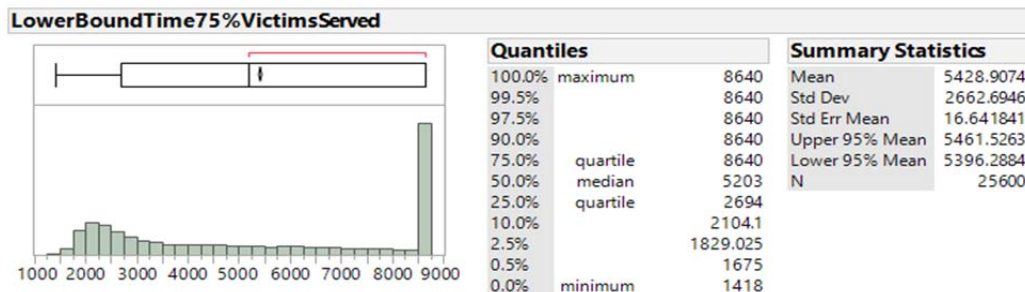 LowerBoundTime75%VictimsServed
1000 2000 3000 4000 5000 6000 7000 8000 9000
Quantiles
100.0% maximum 8640
99.5% 8640
97.5% 8640
90.0% 8640
75.0% quartile 8640
50.0% median 5203
25.0% quartile 2694
10.0% 2104.1
2.5% 1829.025
0.5% 1675
0.0% minimum 1418
Summary Statistics
Mean 5428.9074
Std Dev 2662.6946
Std Err Mean 16.641841
Upper 95% Mean 5461.5263
Lower 95% Mean 5396.2884
N 25600